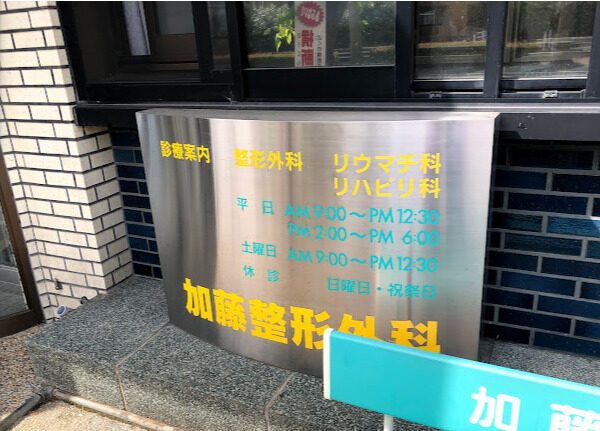 診療案内 整形外科 リウマチ科
リハビリ科
平日 AM 9:00～PM 12:30
PM 2:00～PM 6:00
土曜日 AM 9:00～PM 12:30
休診 日曜日・祝祭日
加藤整形外科
加藤